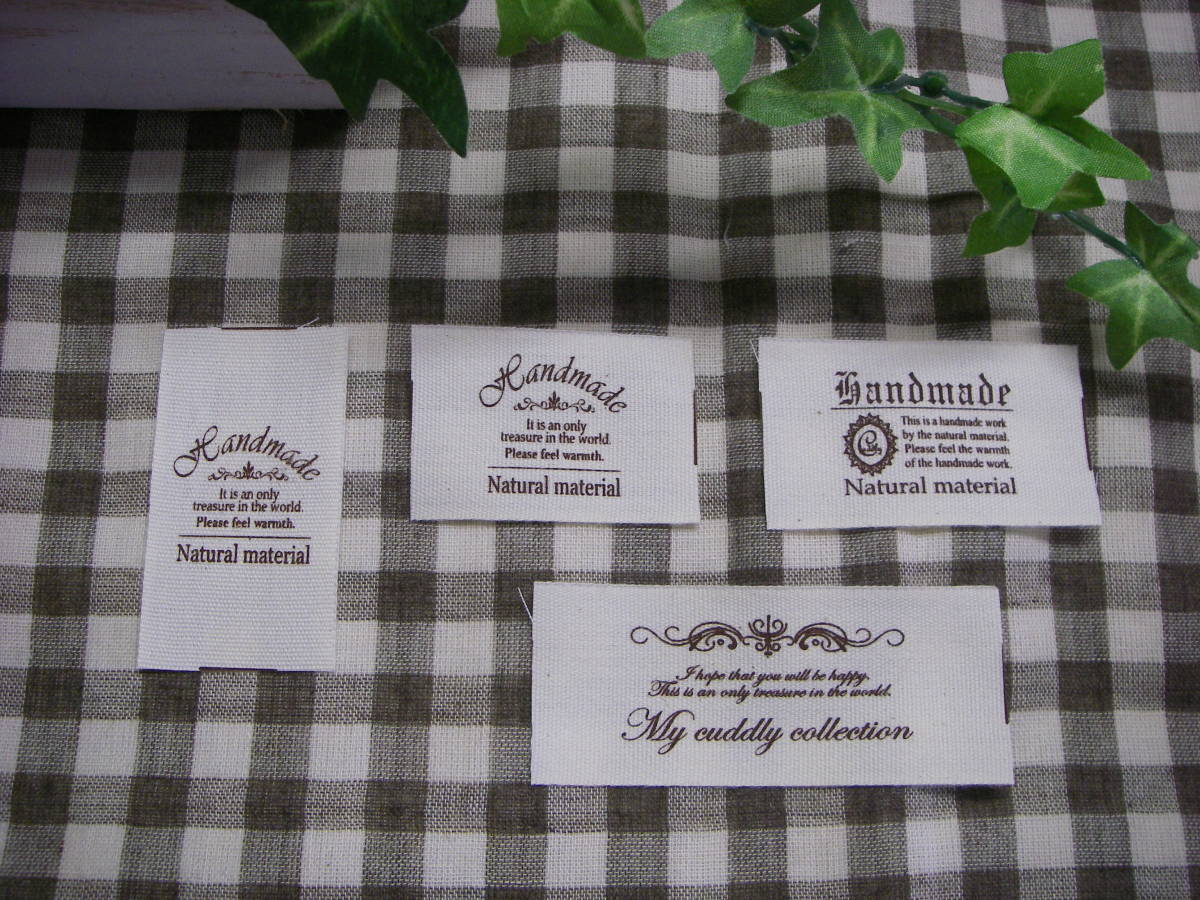 Handmade
It is an only
treasure in the world.
Please feel warmth.
Natural material
Handmade
It is an only
treasure in the world.
Please feel warmth.
Natural material
Handmade
This is a handmade work
by the natural material.
Please feel the warmth
of the handmade work.
Natural material
I hope that you will be happy.
This is an only treasure in the world.
My cuddly collection